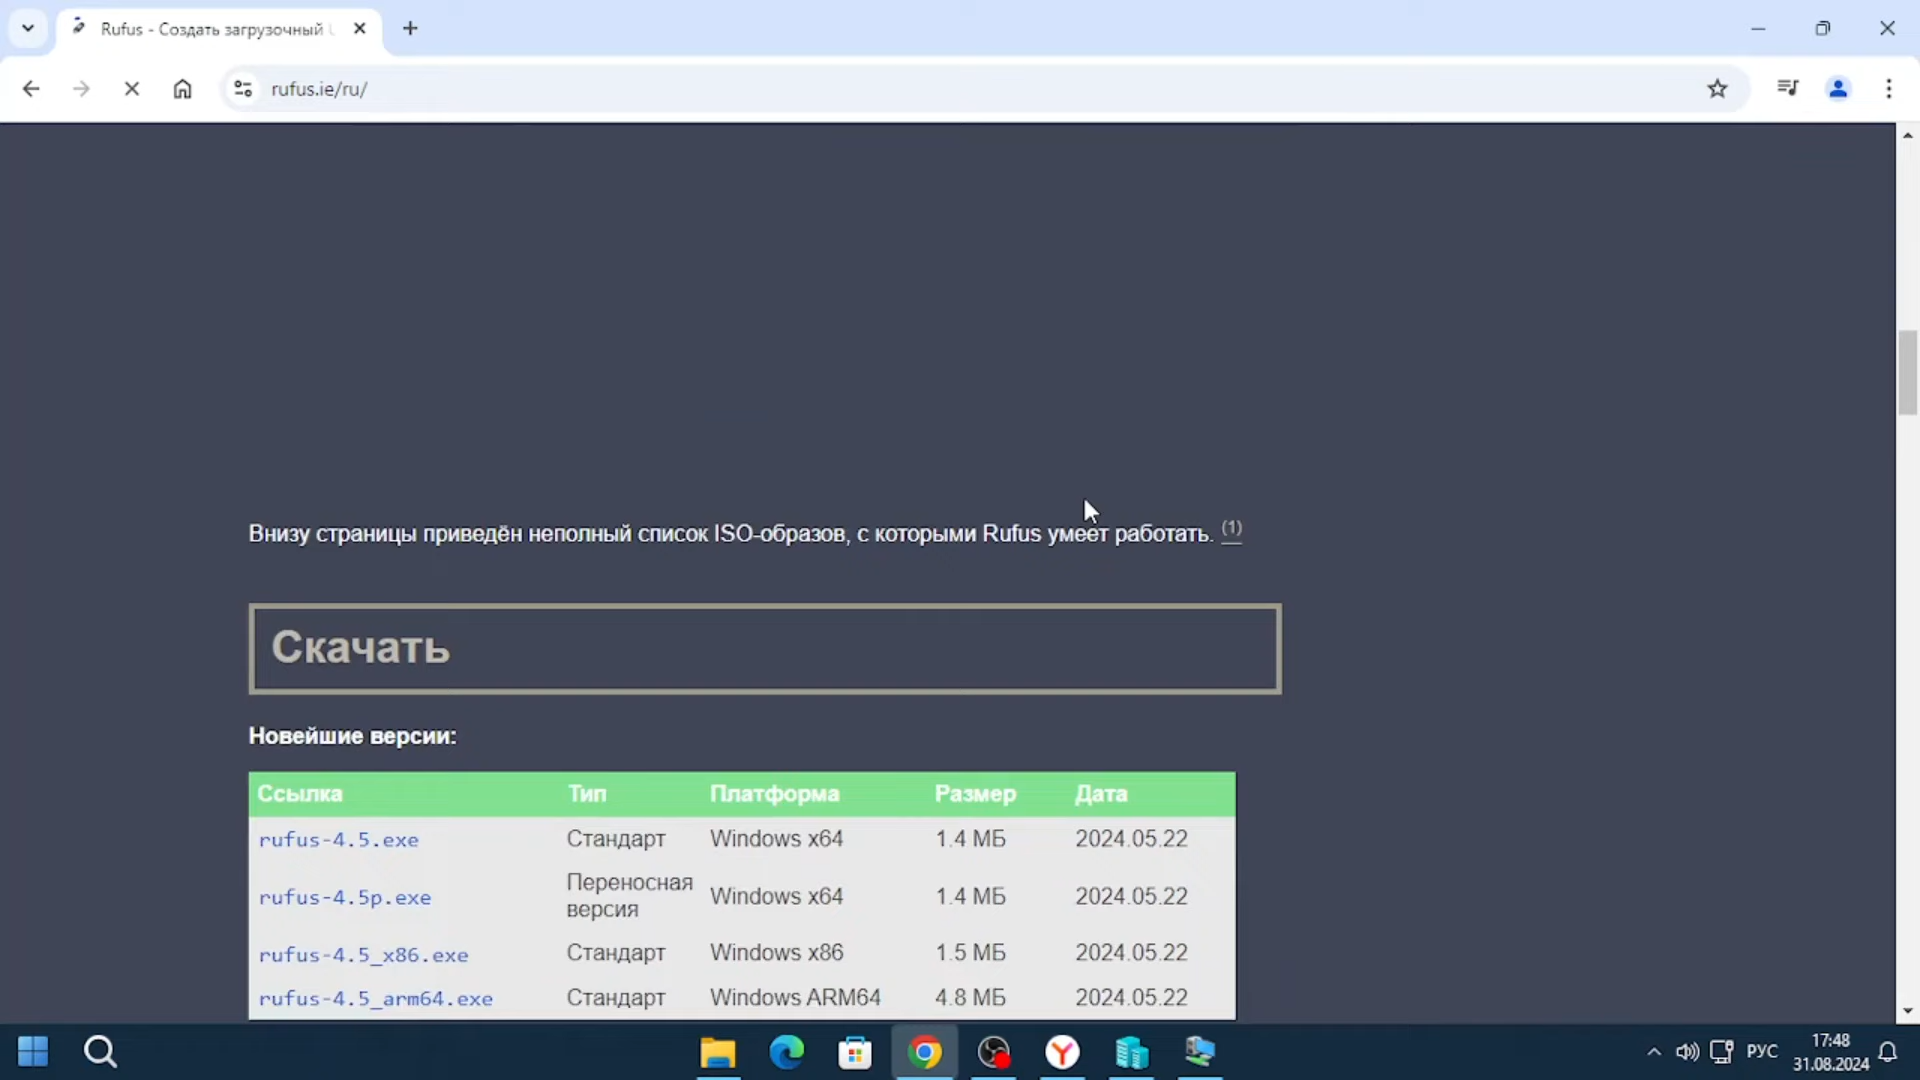 Rufus - Создать загрузочный
rufus.ie/ru/
Внизу страницы приведён неполный список ISO-образов, с которыми Rufus умеет работать. (1)
Скачать
Новейшие версии:
Ссылка Тип Платформа Размер Дата
rufus-4.5.exe Стандарт Windows x64 1.4 МБ 2024.05.22
rufus-4.5p.exe Переносная версия Windows x64 1.4 МБ 2024.05.22
rufus-4.5_x86.exe Стандарт Windows x86 1.5 МБ 2024.05.22
rufus-4.5_arm64.exe Стандарт Windows ARM64 4.8 МБ 2024.05.22
РУС 17:48
31.08.2024